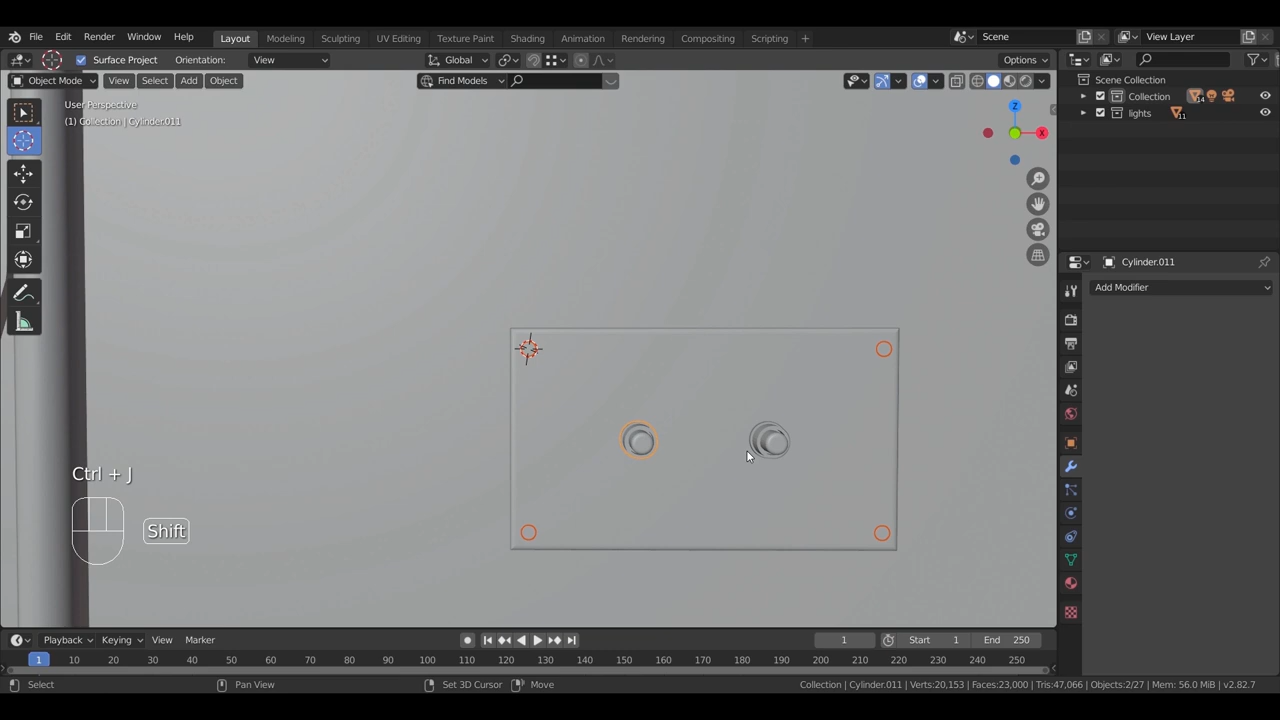 File Edit Render Window Help Layout Modeling Sculpting UV Editing Texture Paint Shading Animation Rendering Compositing Scripting + Scene View Layer
Surface Project Orientation: View Global Options
Object Mode View Select Add Object Find Models
User Perspective
(1) Collection | Cylinder.011
Z
X
Scene Collection
Collection 14
lights 11
Cylinder.011
Add Modifier
Ctrl + J
Shift
Playback Keying View Marker 1 Start 1 End 250
1 10 20 30 40 50 60 70 80 90 100 110 120 130 140 150 160 170 180 190 200 210 220 230 240 250
Select Pan View Set 3D Cursor Move Collection | Cylinder.011 | Verts:20,153 | Faces:23,000 | Tris:47,066 | Objects:2/27 | Mem: 56.0 MiB | v2.82.7